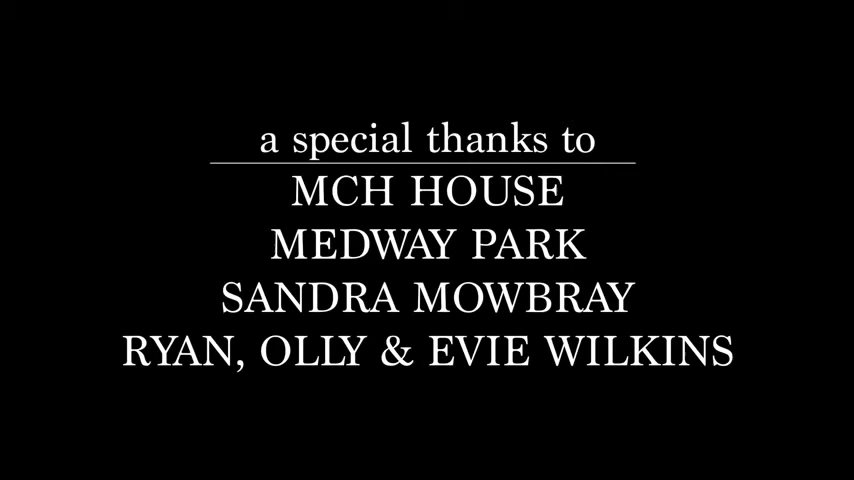 a special thanks to
MCH HOUSE
MEDWAY PARK
SANDRA MOWBRAY
RYAN, OLLY & EVIE WILKINS